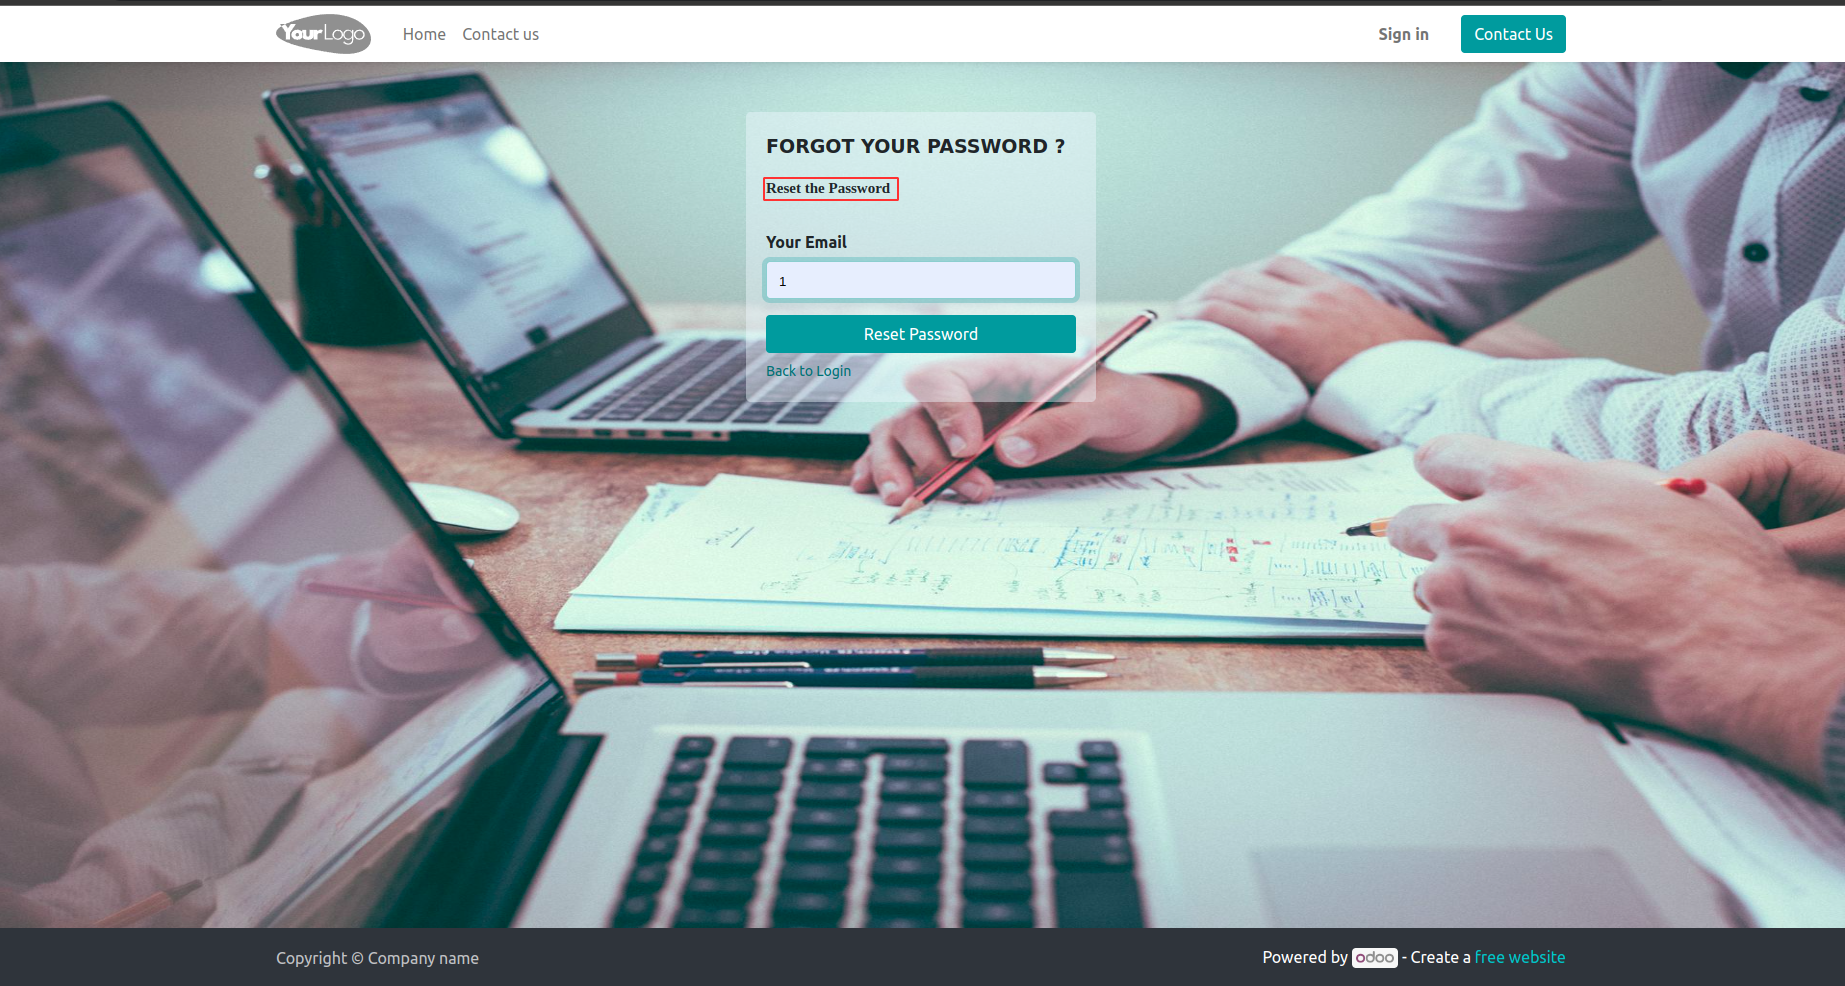 YourLogo
Home
Contact us
Sign in
Contact Us
FORGOT YOUR PASSWORD ?
Reset the Password
Your Email
1
Reset Password
Back to Login
Copyright © Company name
Powered by odoo - Create a free website